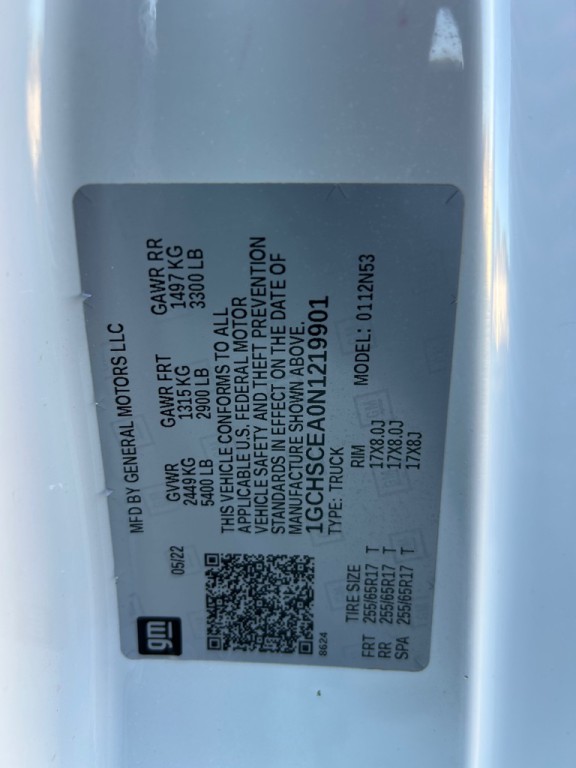 gm
MFD BY GENERAL MOTORS LLC
05/22
GVWR GAWR FRT GAWR RR
2449 KG 1315 KG 1497 KG
5400 LB 2900 LB 3300 LB
THIS VEHICLE CONFORMS TO ALL
APPLICABLE U.S. FEDERAL MOTOR
VEHICLE SAFETY AND THEFT PREVENTION
STANDARDS IN EFFECT ON THE DATE OF
MANUFACTURE SHOWN ABOVE.
1GCHSCEA0N1219901
TYPE: TRUCK MODEL: 0112N53
8624
TIRE SIZE RIM
FRT 255/65R17 T 17X8.0J
RR 255/65R17 T 17X8.0J
SPA 255/65R17 T 17X8J